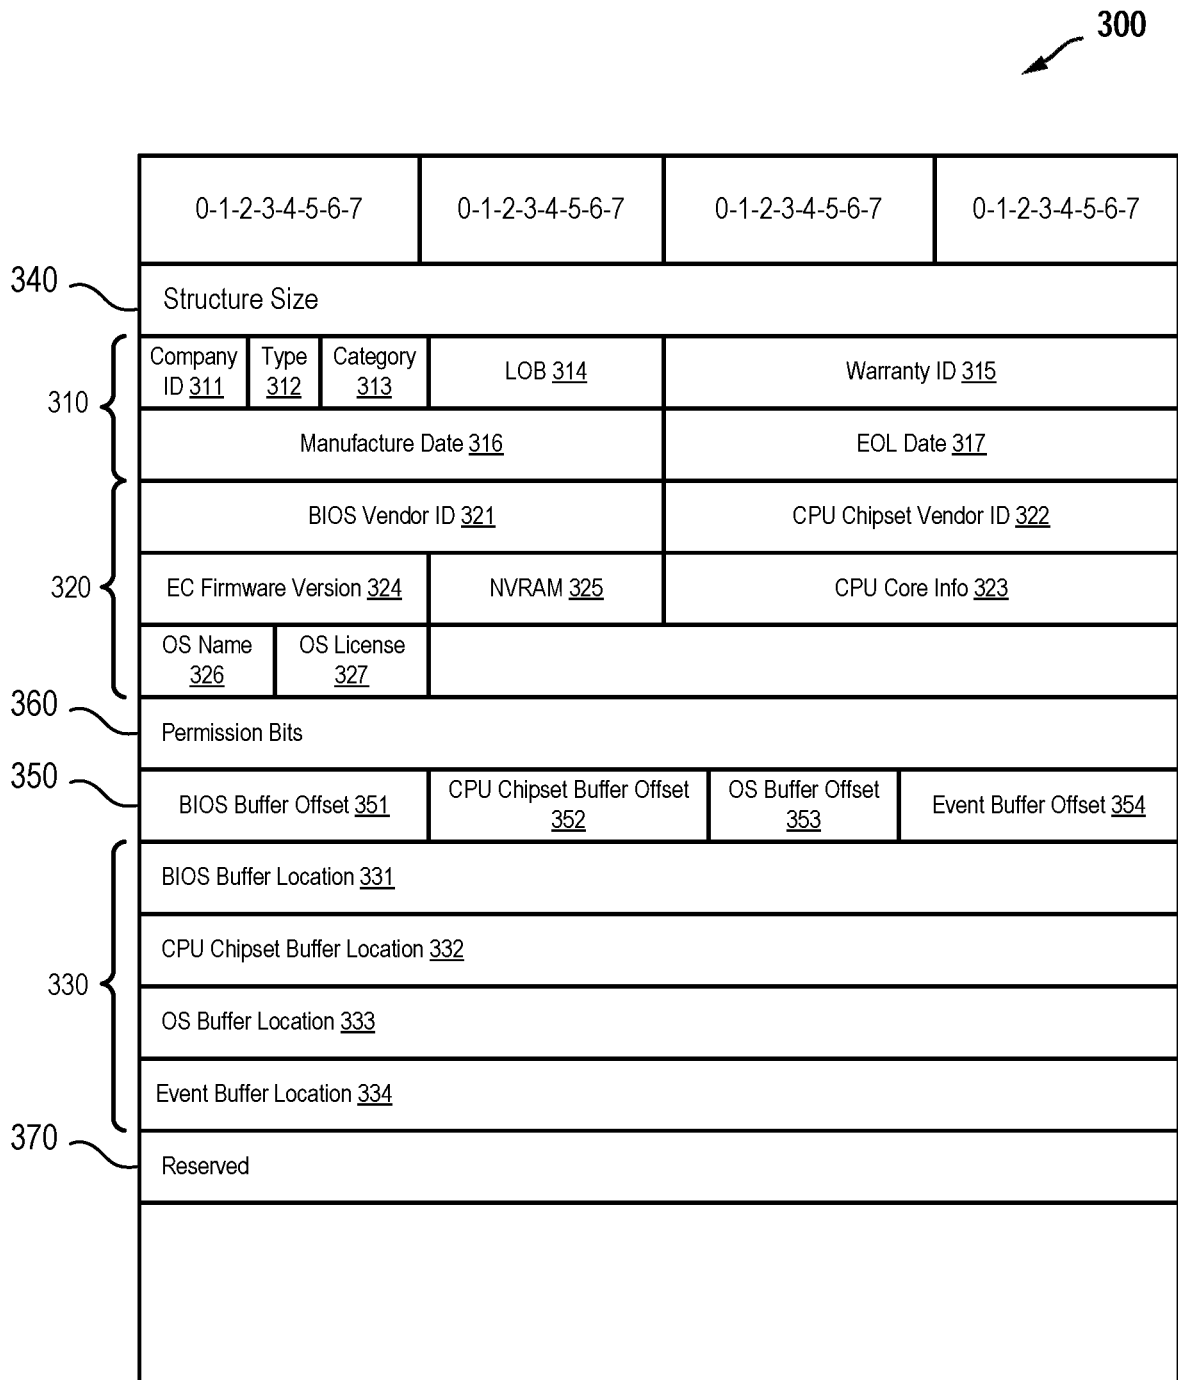 300
0-1-2-3-4-5-6-7 0-1-2-3-4-5-6-7 0-1-2-3-4-5-6-7 0-1-2-3-4-5-6-7
340
Structure Size
310
Company
ID 311
Type
312
Category
313
LOB 314
Warranty ID 315
Manufacture Date 316
EOL Date 317
320
BIOS Vendor ID 321
CPU Chipset Vendor ID 322
EC Firmware Version 324
NVRAM 325
CPU Core Info 323
OS Name
326
OS License
327
360
Permission Bits
350
BIOS Buffer Offset 351
CPU Chipset Buffer Offset
352
OS Buffer Offset
353
Event Buffer Offset 354
330
BIOS Buffer Location 331
CPU Chipset Buffer Location 332
OS Buffer Location 333
Event Buffer Location 334
370
Reserved